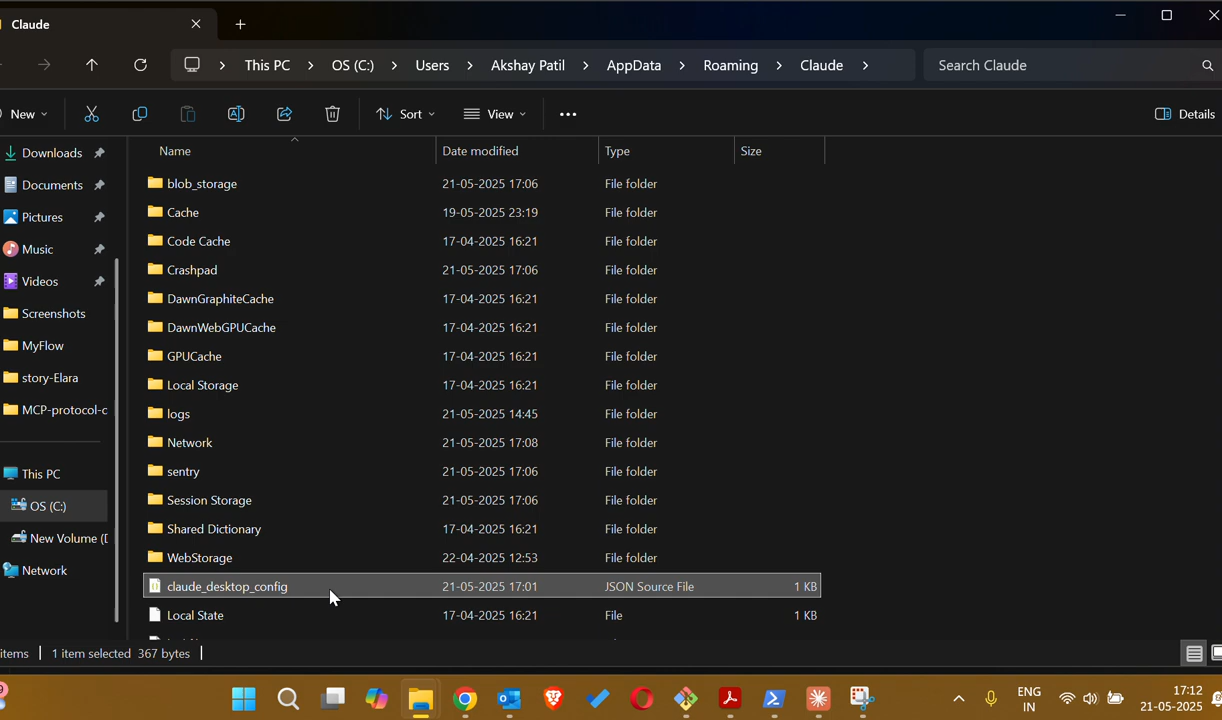 Claude
This PC > OS (C:) > Users > Akshay Patil > AppData > Roaming > Claude >
Search Claude
New
Sort
View
Details
Downloads
Documents
Pictures
Music
Videos
Screenshots
MyFlow
story-Elara
MCP-protocol-c
This PC
OS (C:)
New Volume (
Network
Name Date modified Type Size
blob_storage 21-05-2025 17:06 File folder
Cache 19-05-2025 23:19 File folder
Code Cache 17-04-2025 16:21 File folder
Crashpad 21-05-2025 17:06 File folder
DawnGraphiteCache 17-04-2025 16:21 File folder
DawnWebGPUCache 17-04-2025 16:21 File folder
GPUCache 17-04-2025 16:21 File folder
Local Storage 17-04-2025 16:21 File folder
logs 21-05-2025 14:45 File folder
Network 21-05-2025 17:08 File folder
sentry 21-05-2025 17:06 File folder
Session Storage 21-05-2025 17:06 File folder
Shared Dictionary 17-04-2025 16:21 File folder
WebStorage 22-04-2025 12:53 File folder
claude_desktop_config 21-05-2025 17:01 JSON Source File 1 KB
Local State 17-04-2025 16:21 File 1 KB
items 1 item selected 367 bytes
ENG
IN
17:12
21-05-2025